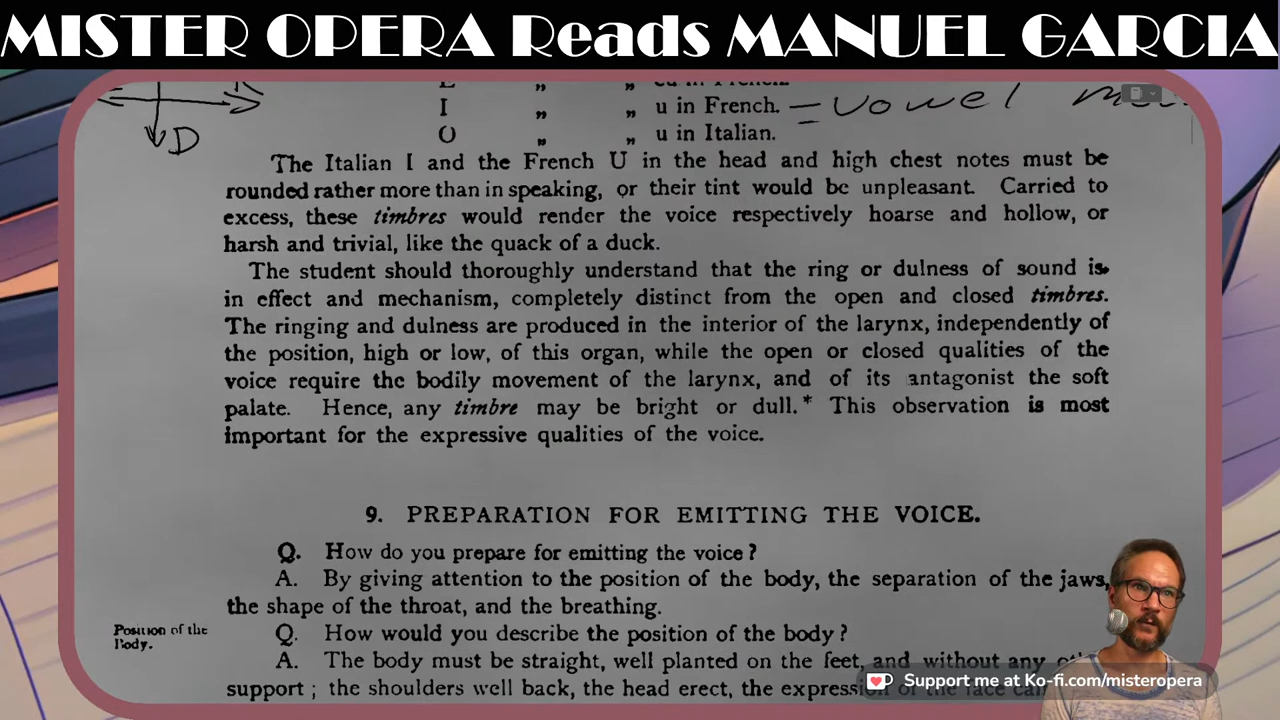 MISTER OPERA Reads MANUEL GARCIA
D
I „ „ u in French. = vowel
O „ „ u in Italian.
The Italian I and the French U in the head and high chest notes must be
rounded rather more than in speaking, or their tint would be unpleasant. Carried to
excess, these timbres would render the voice respectively hoarse and hollow, or
harsh and trivial, like the quack of a duck.
The student should thoroughly understand that the ring or dulness of sound is,
in effect and mechanism, completely distinct from the open and closed timbres.
The ringing and dulness are produced in the interior of the larynx, independently of
the position, high or low, of this organ, while the open or closed qualities of the
voice require the bodily movement of the larynx, and of its antagonist the soft
palate. Hence, any timbre may be bright or dull.* This observation is most
important for the expressive qualities of the voice.
9. PREPARATION FOR EMITTING THE VOICE.
Q. How do you prepare for emitting the voice ?
A. By giving attention to the position of the body, the separation of the jaws,
the shape of the throat, and the breathing.
Position of the
Body.
Q. How would you describe the position of the body ?
A. The body must be straight, well planted on the feet, and without any
support ; the shoulders well back, the head erect, the
Support me at Ko-fi.com/misteropera